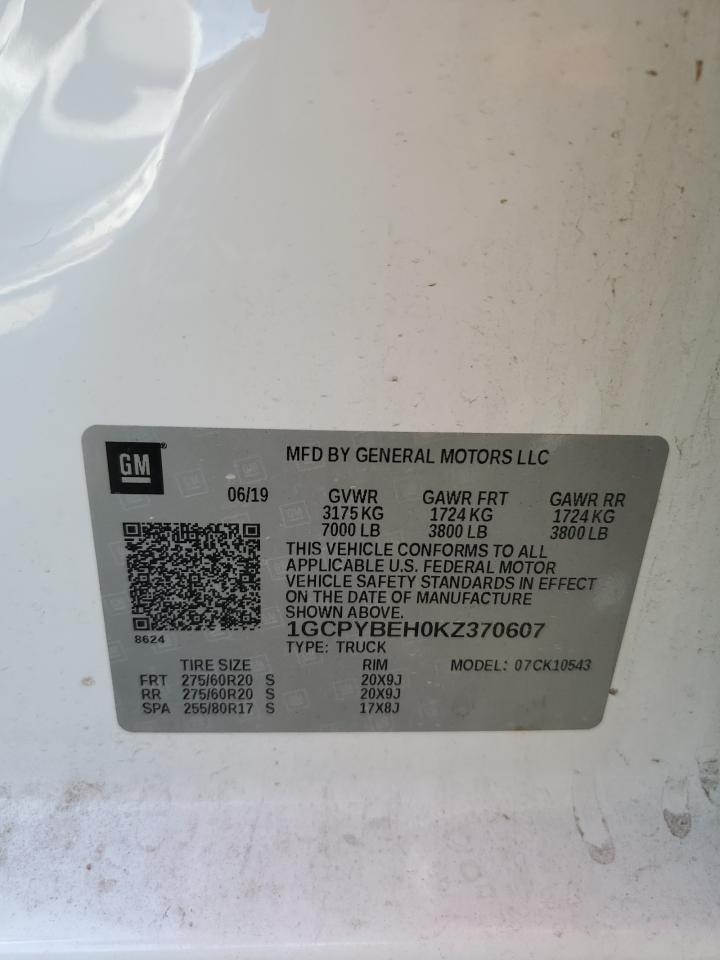 GM
MFD BY GENERAL MOTORS LLC
06/19 GVWR GAWR FRT GAWR RR
3175 KG 1724 KG 1724 KG
7000 LB 3800 LB 3800 LB
THIS VEHICLE CONFORMS TO ALL
APPLICABLE U.S. FEDERAL MOTOR
VEHICLE SAFETY STANDARDS IN EFFECT
ON THE DATE OF MANUFACTURE
SHOWN ABOVE.
8624
1GCPYBEH0KZ370607
TYPE: TRUCK
TIRE SIZE RIM MODEL: 07CK10543
FRT 275/60R20 S 20X9J
RR 275/60R20 S 20X9J
SPA 255/80R17 S 17X8J